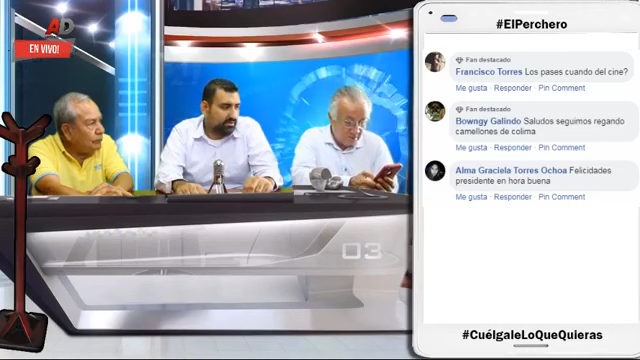 AD
EN VIVO!
03
#ElPerchero
Fan destacado
Francisco Torres Los pases cuando del cine?
Me gusta · Responder · Pin Comment
Fan destacado
Bowngy Galindo Saludos seguimos regando
camellones de colima
Me gusta · Responder · Pin Comment
Alma Graciela Torres Ochoa Felicidades
presidente en hora buena
Me gusta · Responder · Pin Comment
#CuélgaleLoQueQuieras